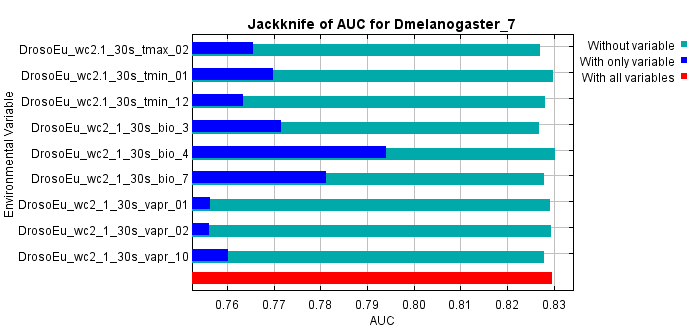 Jackknife of AUC for Dmelanogaster_7
Environmental Variable
DrosoEu_wc2.1_30s_tmax_02
DrosoEu_wc2.1_30s_tmin_01
DrosoEu_wc2.1_30s_tmin_12
DrosoEu_wc2_1_30s_bio_3
DrosoEu_wc2_1_30s_bio_4
DrosoEu_wc2_1_30s_bio_7
DrosoEu_wc2_1_30s_vapr_01
DrosoEu_wc2_1_30s_vapr_02
DrosoEu_wc2_1_30s_vapr_10
Without variable
With only variable
With all variables
0.76 0.77 0.78 0.79 0.80 0.81 0.82 0.83
AUC